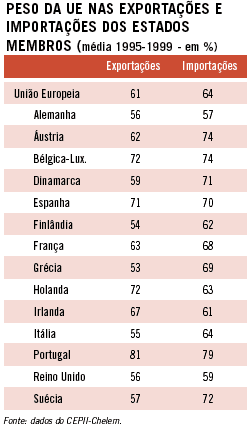 PESO DA UE NAS EXPORTAÇÕES E
IMPORTAÇÕES DOS ESTADOS
MEMBROS (média 1995-1999 - em %)
Exportações Importações
União Europeia 61 64
Alemanha 56 57
Áustria 62 74
Bélgica-Lux. 72 74
Dinamarca 59 71
Espanha 71 70
Finlândia 54 62
França 63 68
Grécia 53 69
Holanda 72 63
Irlanda 67 61
Itália 55 64
Portugal 81 79
Reino Unido 56 59
Suécia 57 72
Fonte: dados do CEPII-Chelem.